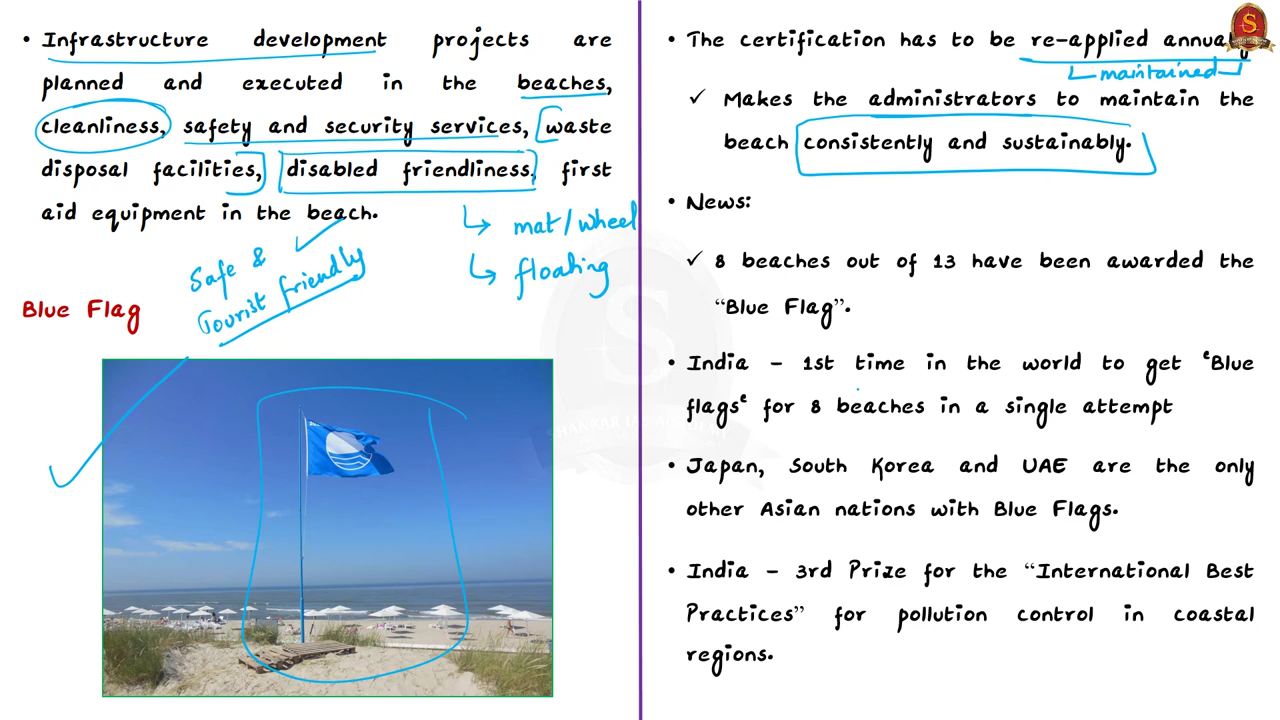 • Infrastructure development projects are
planned and executed in the beaches,
cleanliness, safety and security services, waste
disposal facilities, disabled friendliness, first
aid equipment in the beach.
↳ mat/wheel
↳ floating
Safe &
Tourist friendly
Blue Flag
• The certification has to be re-applied annually
maintained
✓ Makes the administrators to maintain the
beach consistently and sustainably.
• News:
✓ 8 beaches out of 13 have been awarded the
“Blue Flag”.
• India – 1st time in the world to get ‘Blue
flags‘ for 8 beaches in a single attempt
• Japan, South Korea and UAE are the only
other Asian nations with Blue Flags.
• India – 3rd Prize for the “International Best
Practices” for pollution control in coastal
regions.